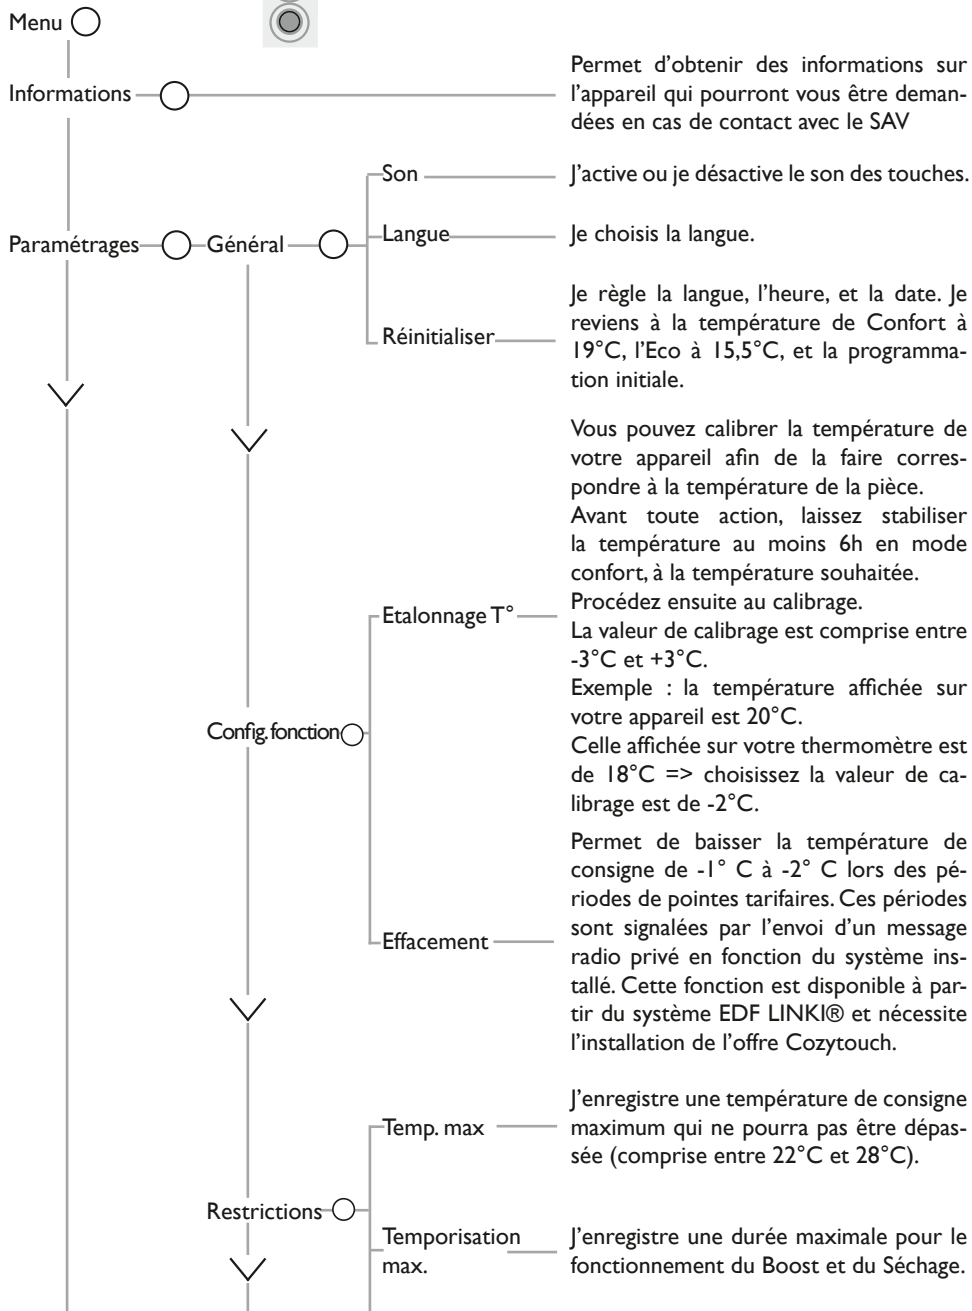 Menu
Informations
Permet d'obtenir des informations sur
l'appareil qui pourront vous être deman-
dées en cas de contact avec le SAV
Son
J'active ou je désactive le son des touches.
Paramétrages
Général
Langue
Je choisis la langue.
Réinitialiser
Je règle la langue, l'heure, et la date. Je
reviens à la température de Confort à
19°C, l'Eco à 15,5°C, et la programma-
tion initiale.
Config. fonction
Etalonnage T°
Vous pouvez calibrer la température de
votre appareil afin de la faire corres-
pondre à la température de la pièce.
Avant toute action, laissez stabiliser
la température au moins 6h en mode
confort, à la température souhaitée.
Procédez ensuite au calibrage.
La valeur de calibrage est comprise entre
-3°C et +3°C.
Exemple : la température affichée sur
votre appareil est 20°C.
Celle affichée sur votre thermomètre est
de 18°C => choisissez la valeur de ca-
librage est de -2°C.
Effacement
Permet de baisser la température de
consigne de -1° C à -2° C lors des pé-
riodes de pointes tarifaires. Ces périodes
sont signalées par l'envoi d'un message
radio privé en fonction du système ins-
tallé. Cette fonction est disponible à par-
tir du système EDF LINKI® et nécessite
l'installation de l'offre Cozytouch.
Restrictions
Temp. max
J'enregistre une température de consigne
maximum qui ne pourra pas être dépas-
sée (comprise entre 22°C et 28°C).
Temporisation
max.
J'enregistre une durée maximale pour le
fonctionnement du Boost et du Séchage.